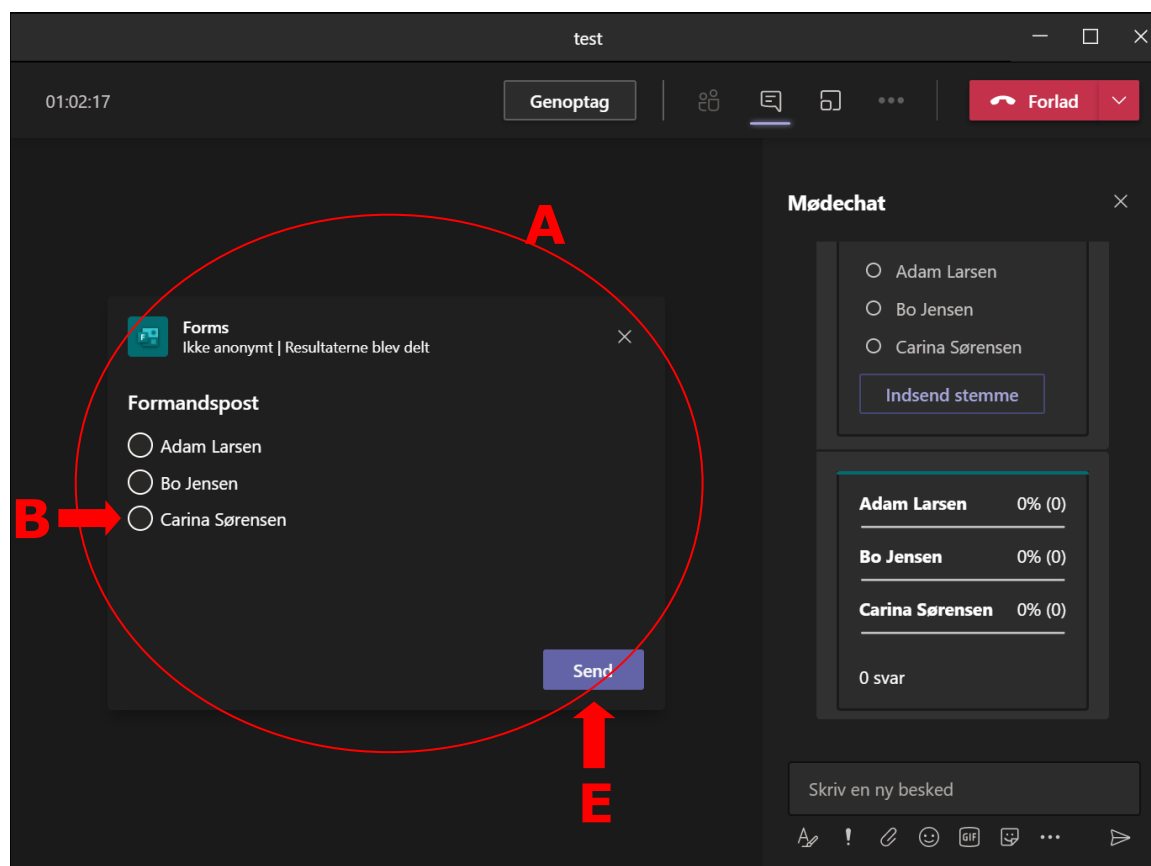 test
01:02:17
Genoptag
Forlad
A
Forms
Ikke anonymt | Resultaterne blev delt
Formandspost
Adam Larsen
Bo Jensen
B
Carina Sørensen
Send
E
Mødechat
Adam Larsen
Bo Jensen
Carina Sørensen
Indsend stemme
Adam Larsen 0% (0)
Bo Jensen 0% (0)
Carina Sørensen 0% (0)
0 svar
Skriv en ny besked
GIF